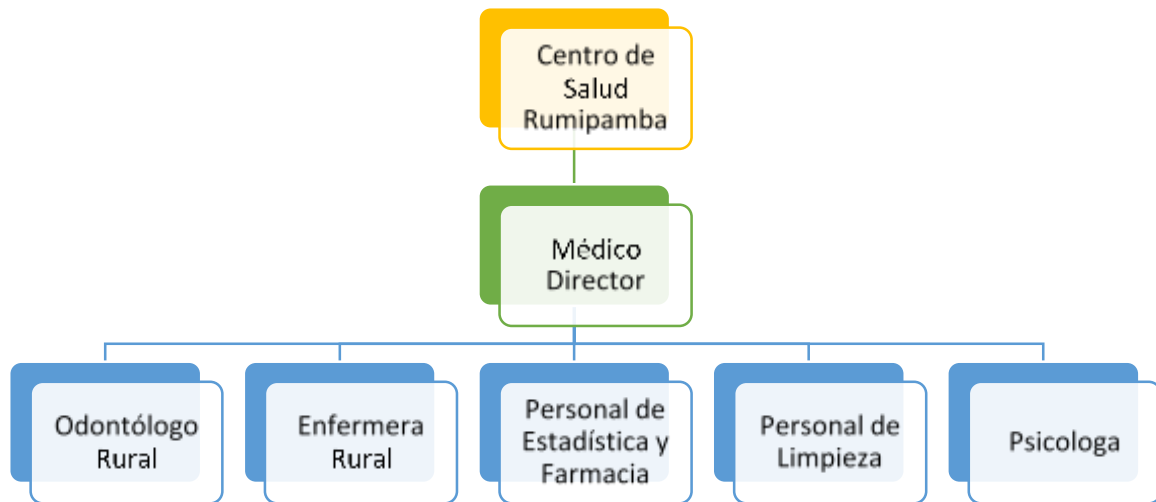 Centro de
Salud
Rumipamba
Médico
Director
Odontólogo
Rural
Enfermera
Rural
Personal de
Estadística y
Farmacia
Personal de
Limpieza
Psicologa